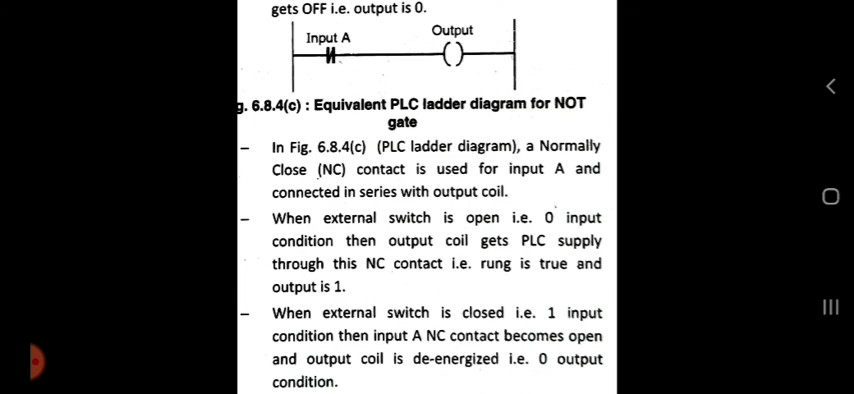 gets OFF i.e. output is 0.
Input A
Output
g. 6.8.4(c) : Equivalent PLC ladder diagram for NOT
gate
– In Fig. 6.8.4(c) (PLC ladder diagram), a Normally
Close (NC) contact is used for input A and
connected in series with output coil.
– When external switch is open i.e. 0 input
condition then output coil gets PLC supply
through this NC contact i.e. rung is true and
output is 1.
– When external switch is closed i.e. 1 input
condition then input A NC contact becomes open
and output coil is de-energized i.e. 0 output
condition.